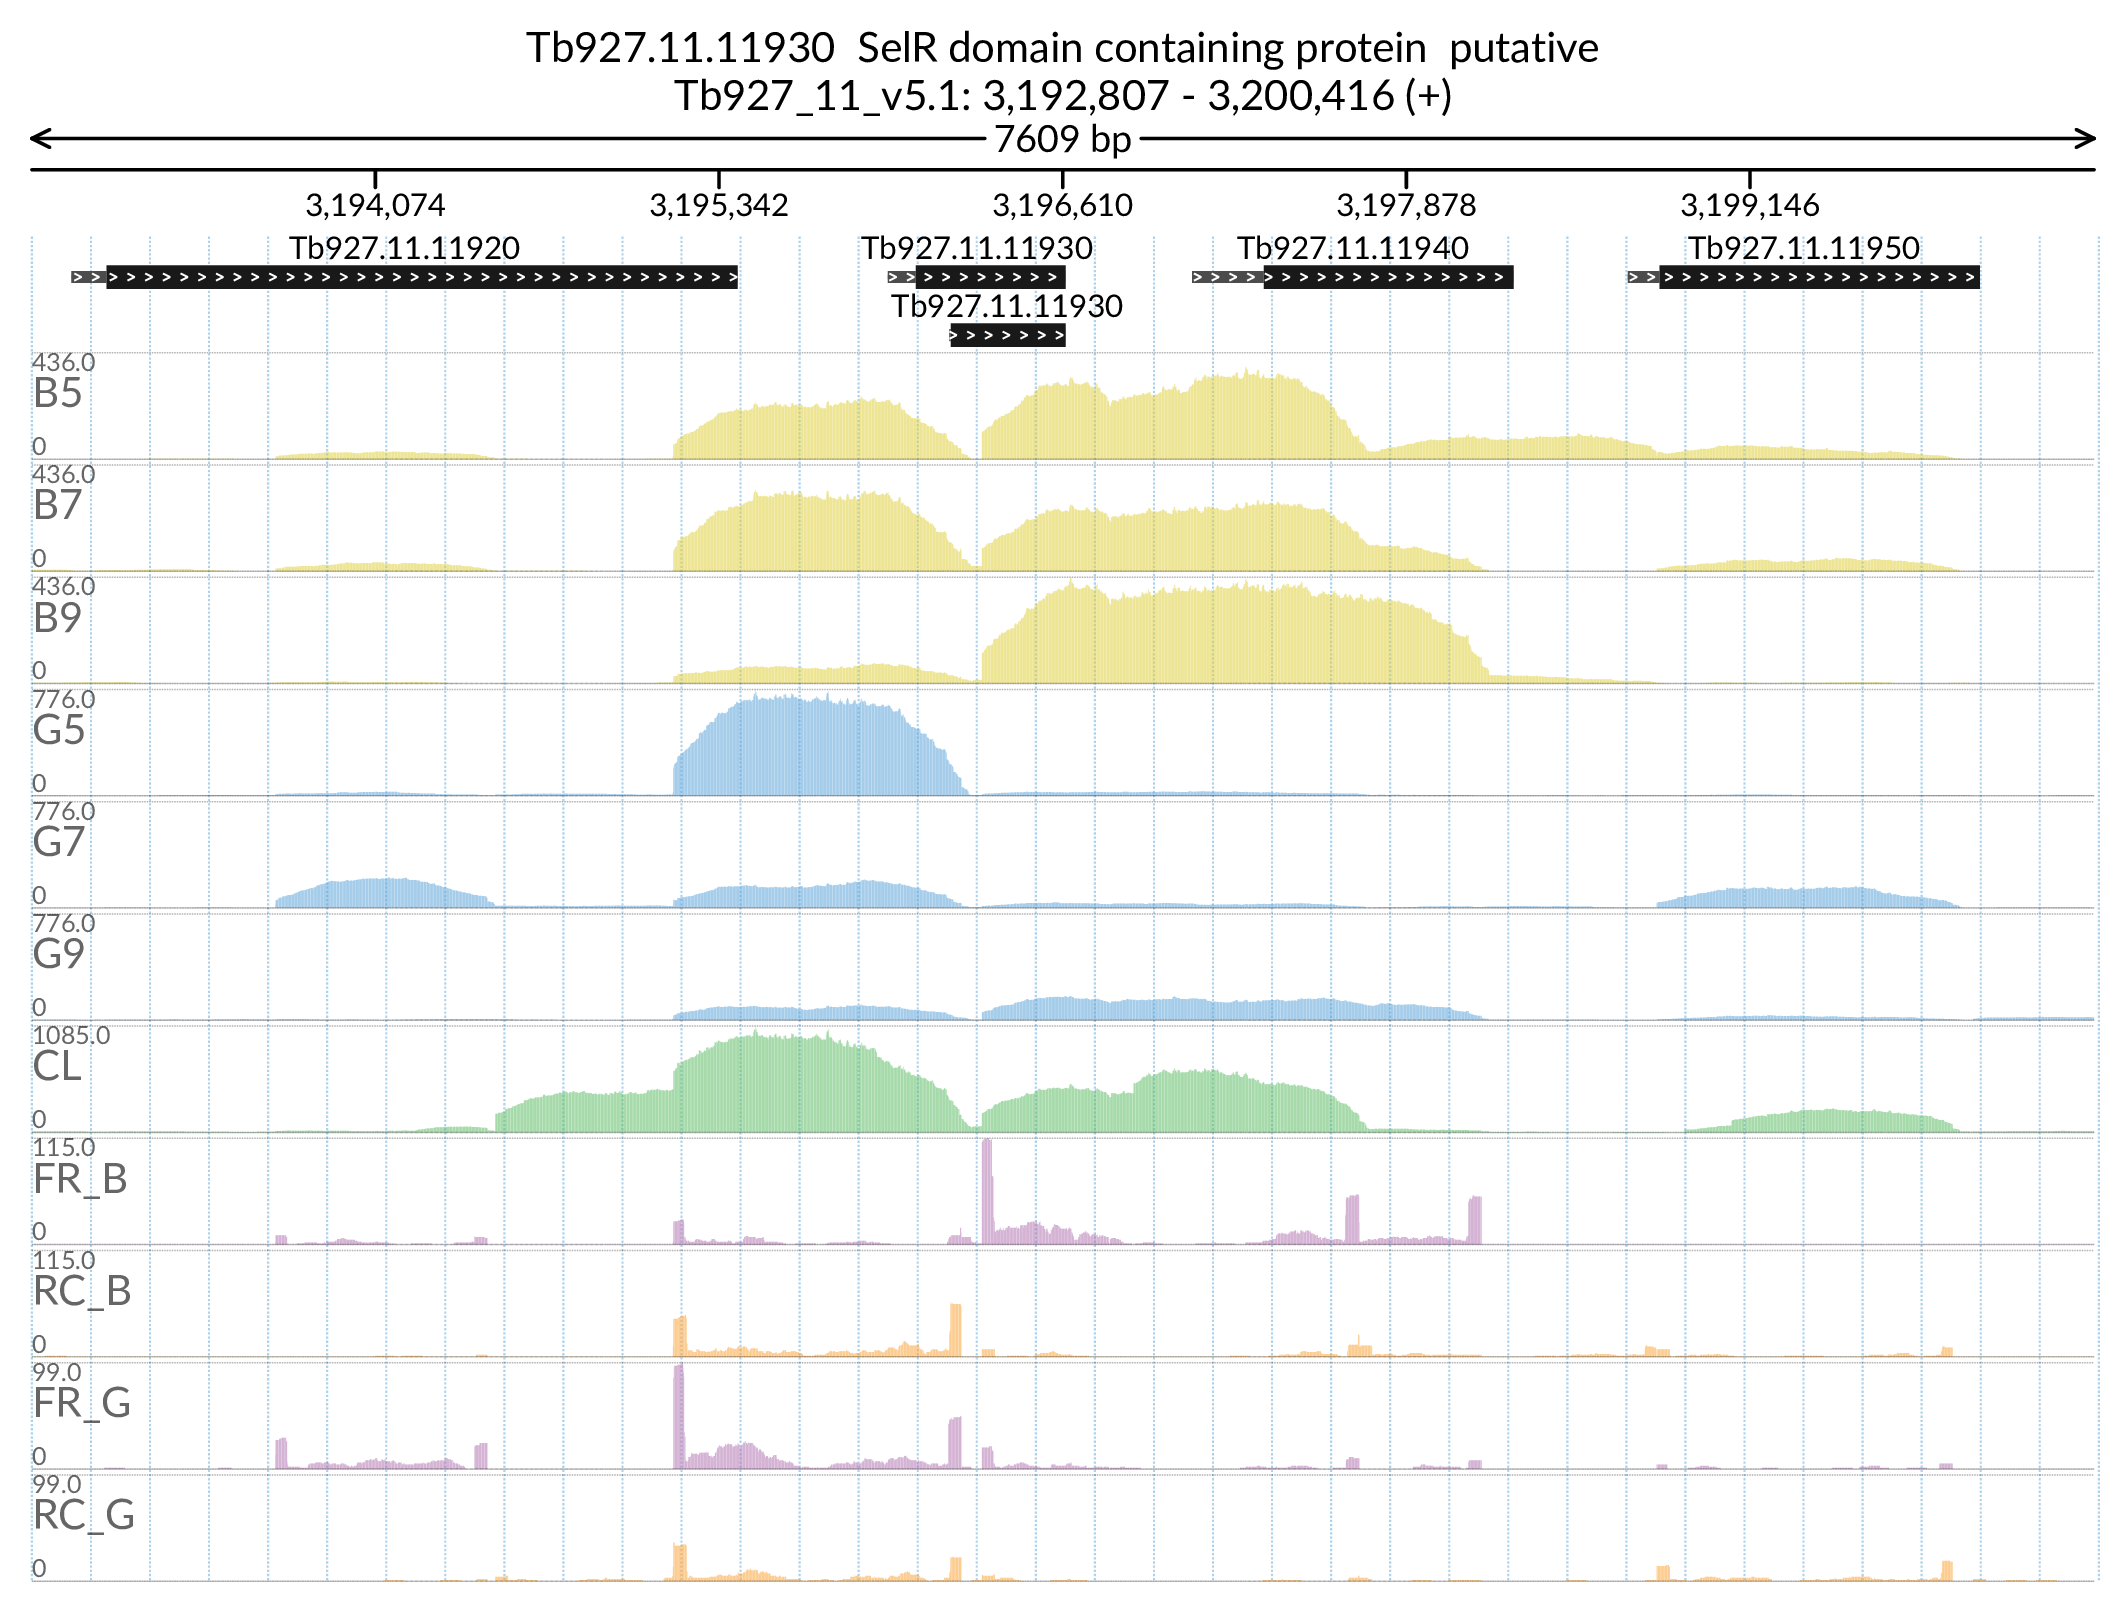 Tb927.11.11930 SelR domain containing protein putative
Tb927_11_v5.1: 3,192,807 - 3,200,416 (+)
7609 bp
3,194,074 3,195,342 3,196,610 3,197,878 3,199,146
Tb927.11.11920 Tb927.11.11930 Tb927.11.11940 Tb927.11.11950
Tb927.11.11930
436.0
B5
0
436.0
B7
0
436.0
B9
0
776.0
G5
0
776.0
G7
0
776.0
G9
0
1085.0
CL
0
115.0
FR_B
0
115.0
RC_B
0
99.0
FR_G
0
99.0
RC_G
0